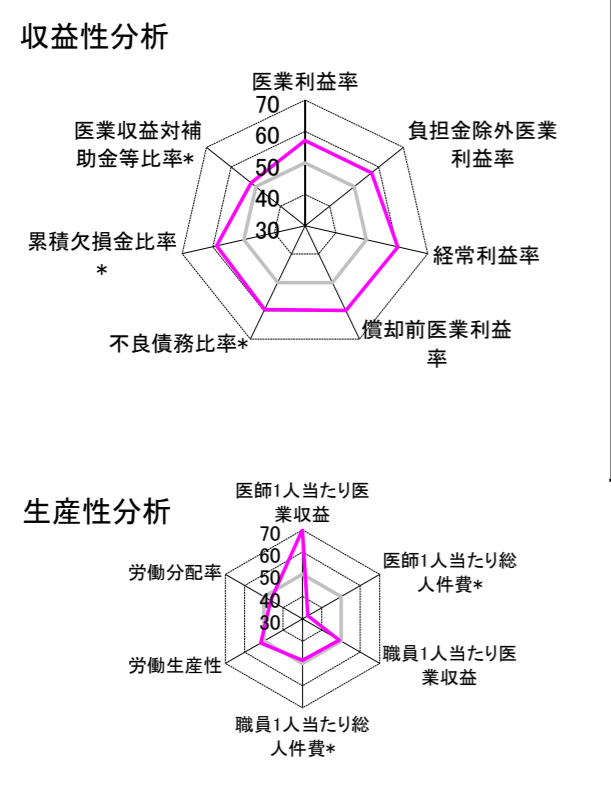 収益性分析
医業利益率
70
60
50
40
30
負担金除外医業
利益率
経常利益率
償却前医業利益
率
不良債務比率*
累積欠損金比率
*
医業収益対補
助金等比率*
生産性分析
医師1人当たり医
業収益
70
60
50
40
30
医師1人当たり総
人件費*
職員1人当たり医
業収益
職員1人当たり総
人件費*
労働生産性
労働分配率